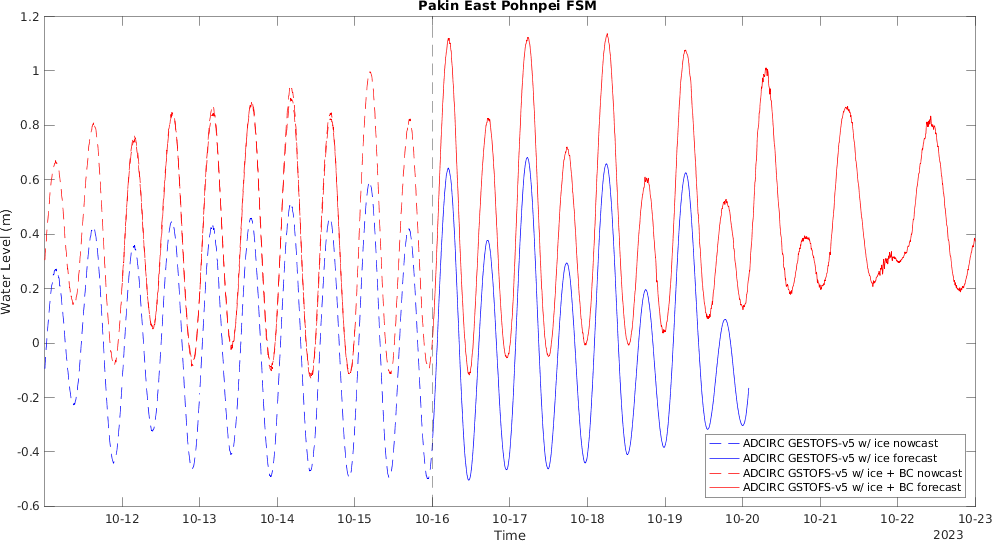 Pakin East Pohnpei FSM
Water Level (m)
1.2
1
0.8
0.6
0.4
0.2
0
-0.2
-0.4
-0.6
ADCIRC GESTOFS-v5 w/ ice nowcast
ADCIRC GESTOFS-v5 w/ ice forecast
ADCIRC GSTOFS-v5 w/ ice + BC nowcast
ADCIRC GSTOFS-v5 w/ ice + BC forecast
10-12 10-13 10-14 10-15 10-16 10-17 10-18 10-19 10-20 10-21 10-22 10-23
Time
2023